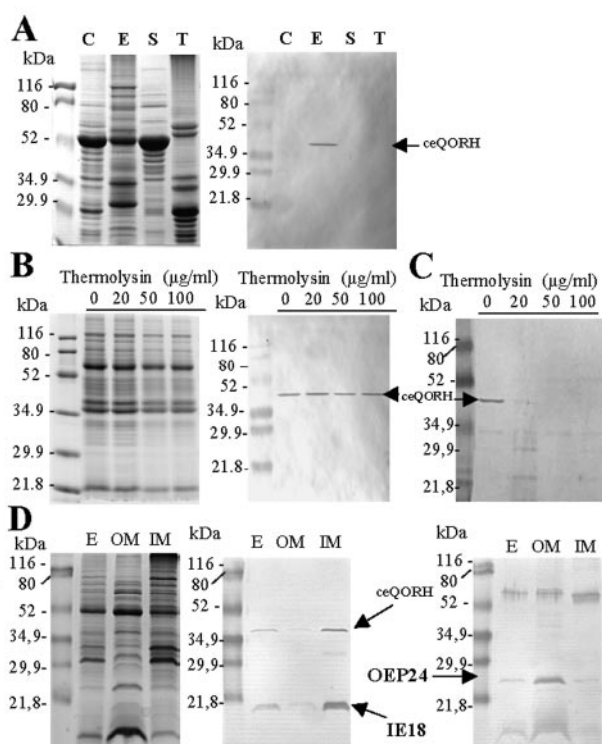 A
C E S T
C E S T
kDa
kDa
116 -
116 -
80 -
80 -
52 -
52 -
ceQORH
34.9 -
34.9 -
29.9 -
29.9 -
21.8 -
B
C
Thermolysin (µg/ml)
Thermolysin (µg/ml)
Thermolysin (µg/ml)
0 20 50 100
0 20 50 100
0 20 50 100
kDa
kDa
kDa
116 -
116 -
116 -
80 -
80 -
80
52 -
52 -
52 -
ceQORH
34.9 -
34.9 -
34,9 -
29.9 -
29.9 -
29,9 -
21.8 -
21.8 -
21,8 -
D
E OM IM
E OM IM
E OM IM
kDa
kDa
kDa
116 -
116 -
116 -
80
80
80
ceQORH
52 -
52 -
52 -
34,9 -
34,9 -
34,9 -
29,9 -
29,9 -
29,9 -
OEP24
21,8 -
21,8 -
21,8 -
IE18